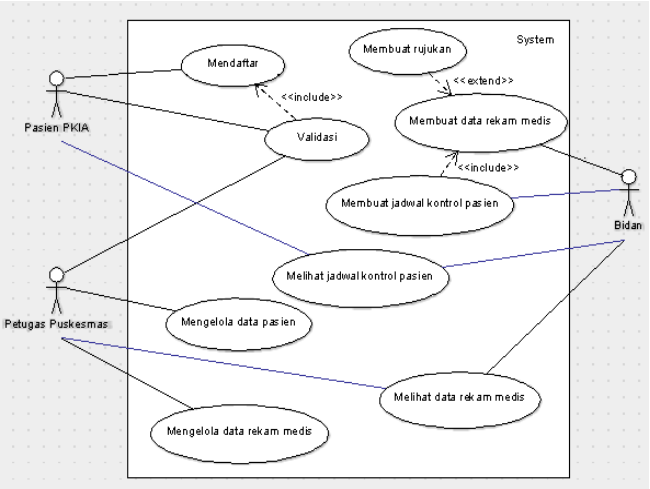 System
Membuat rujukan
Mendaftar
<<extend>>
<<include>>
Membuat data rekam medis
Pasien PKIA
Validasi
<<include>>
Membuat jadwal kontrol pasien
Bidan
Melihat jadwal kontrol pasien
Petugas Puskesmas
Mengelola data pasien
Melihat data rekam medis
Mengelola data rekam medis